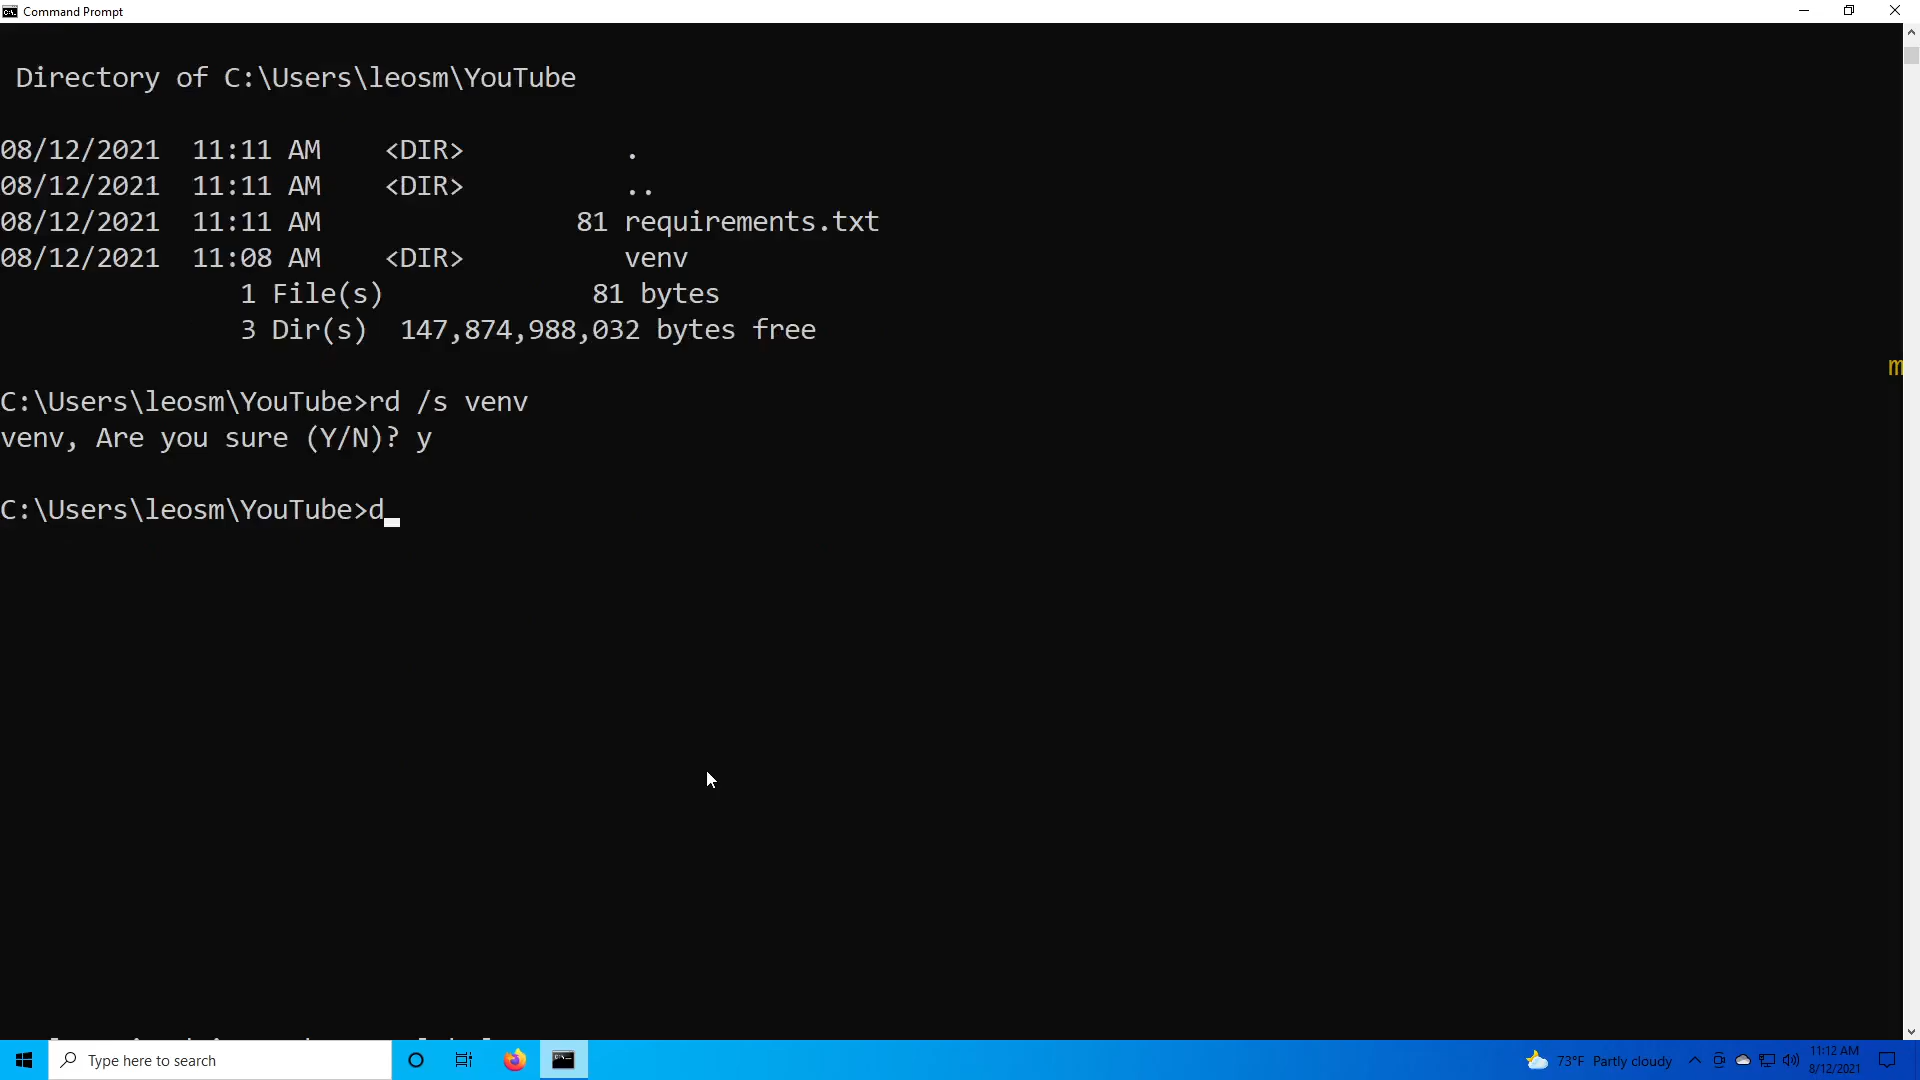 Command Prompt
Directory of C:\Users\leosm\YouTube
08/12/2021  11:11 AM    <DIR>          .
08/12/2021  11:11 AM    <DIR>          ..
08/12/2021  11:11 AM                81 requirements.txt
08/12/2021  11:08 AM    <DIR>          venv
1 File(s)             81 bytes
3 Dir(s)  147,874,988,032 bytes free
m
C:\Users\leosm\YouTube>rd /s venv
venv, Are you sure (Y/N)? y
C:\Users\leosm\YouTube>d_
Type here to search
73°F Partly cloudy
11:12 AM
8/12/2021